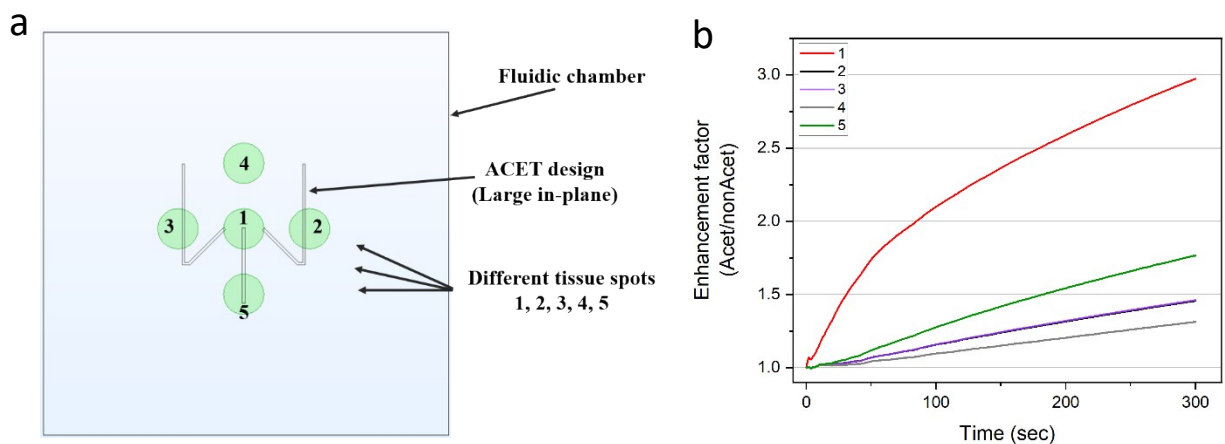 a
Fluidic chamber
ACET design
(Large in-plane)
Different tissue spots
1, 2, 3, 4, 5
4
3
1
2
5
b
1
2
3
4
5
Enhancement factor
(Acet/nonAcet)
3.0
2.5
2.0
1.5
1.0
0
100
200
300
Time (sec)